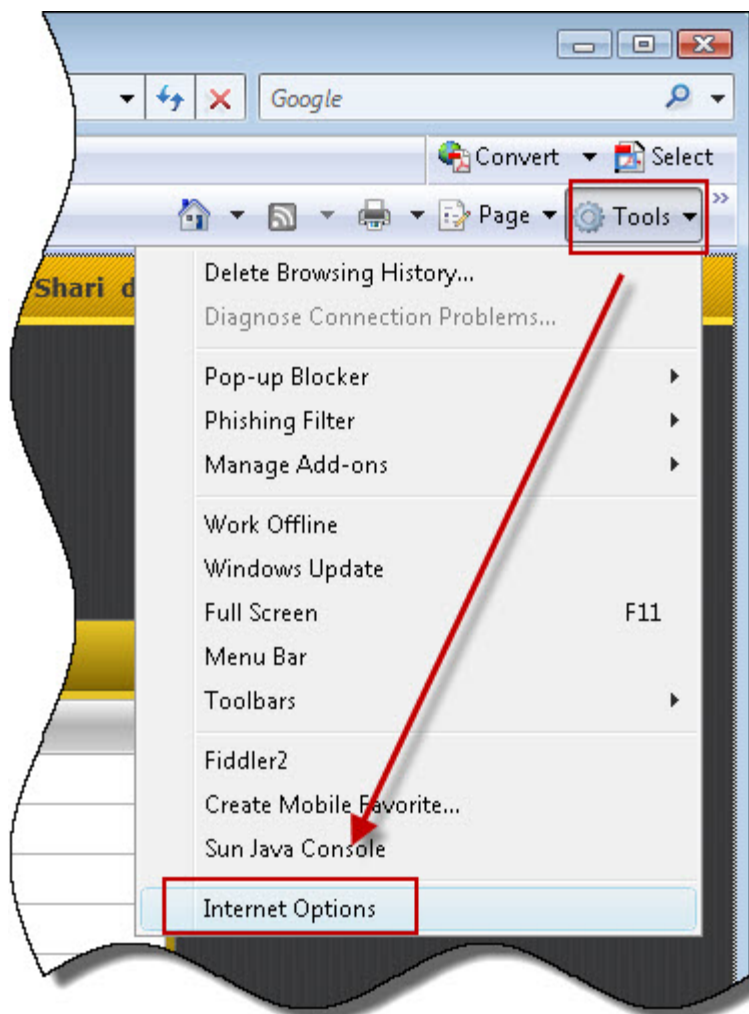 Google
Convert Select
Page Tools »
Shari d
Delete Browsing History...
Diagnose Connection Problems...
Pop-up Blocker
Phishing Filter
Manage Add-ons
Work Offline
Windows Update
Full Screen F11
Menu Bar
Toolbars
Fiddler2
Create Mobile Favorite...
Sun Java Console
Internet Options